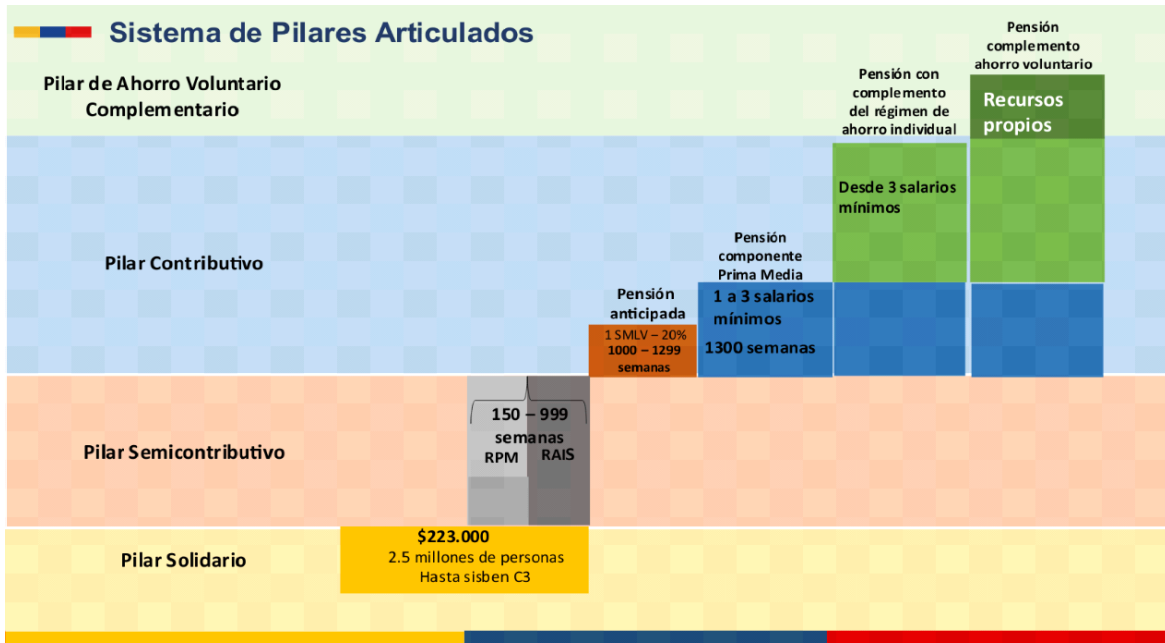 Sistema de Pilares Articulados
Pilar de Ahorro Voluntario
Complementario
Pensión con
complemento
del régimen de
ahorro individual
Pensión
complemento
ahorro voluntario
Recursos
propios
Desde 3 salarios
mínimos
Pilar Contributivo
Pensión
anticipada
1 SMLV – 20%
1000 – 1299
semanas
Pensión
componente
Prima Media
1 a 3 salarios
mínimos
1300 semanas
Pilar Semicontributivo
150 – 999
semanas
RPM RAIS
Pilar Solidario
$223.000
2.5 millones de personas
Hasta sisben C3